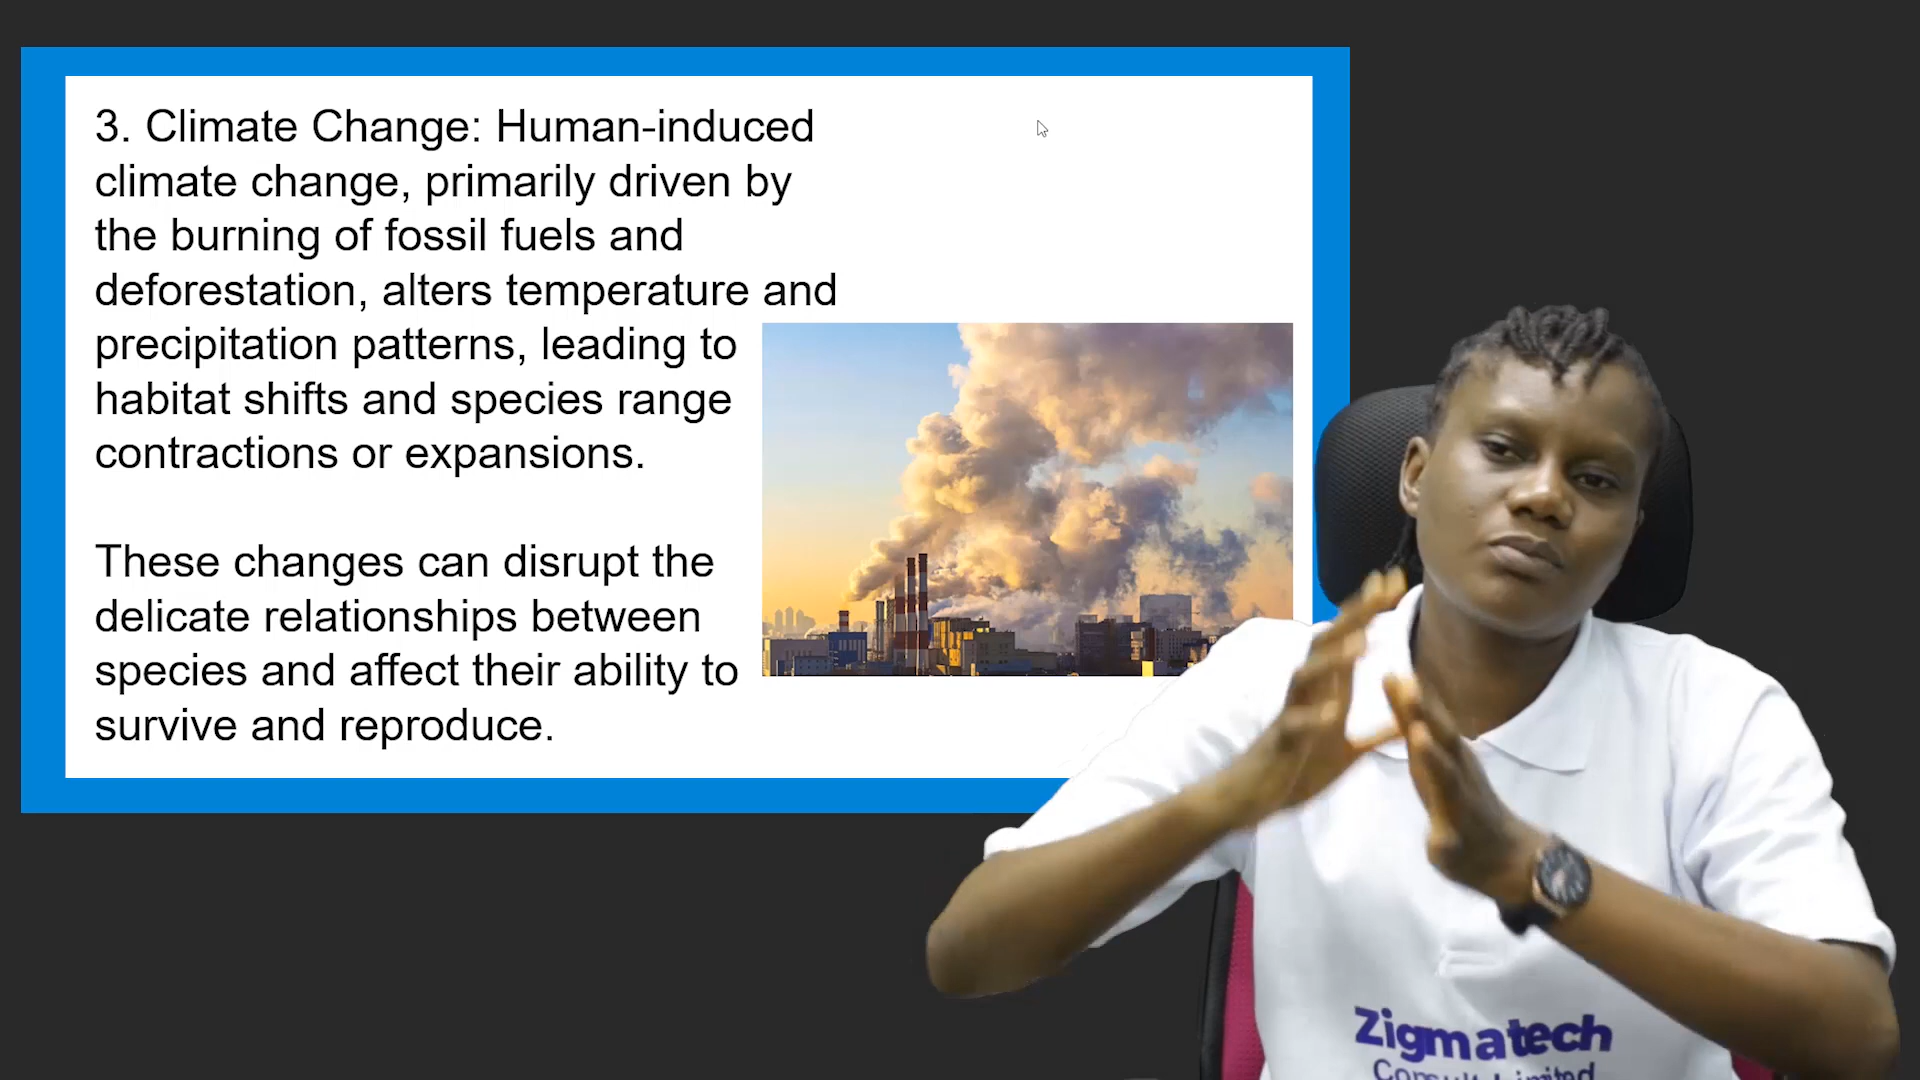 3. Climate Change: Human-induced
climate change, primarily driven by
the burning of fossil fuels and
deforestation, alters temperature and
precipitation patterns, leading to
habitat shifts and species range
contractions or expansions.
These changes can disrupt the
delicate relationships between
species and affect their ability to
survive and reproduce.
Zigmatech
Consult Limited